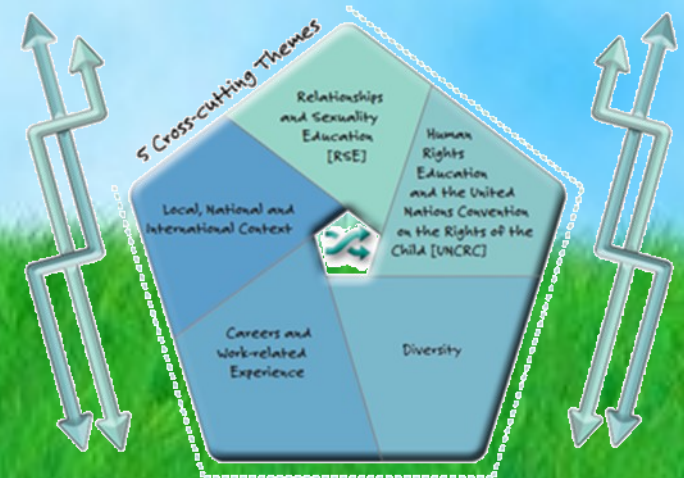 5 Cross-cutting Themes
Relationships
and Sexuality
Education
[RSE]
Human
Rights
Education
and the United
Nations Convention
on the Rights of the
Child [UNCRC]
Local, National and
International Context
Careers and
Work-related
Experience
Diversity